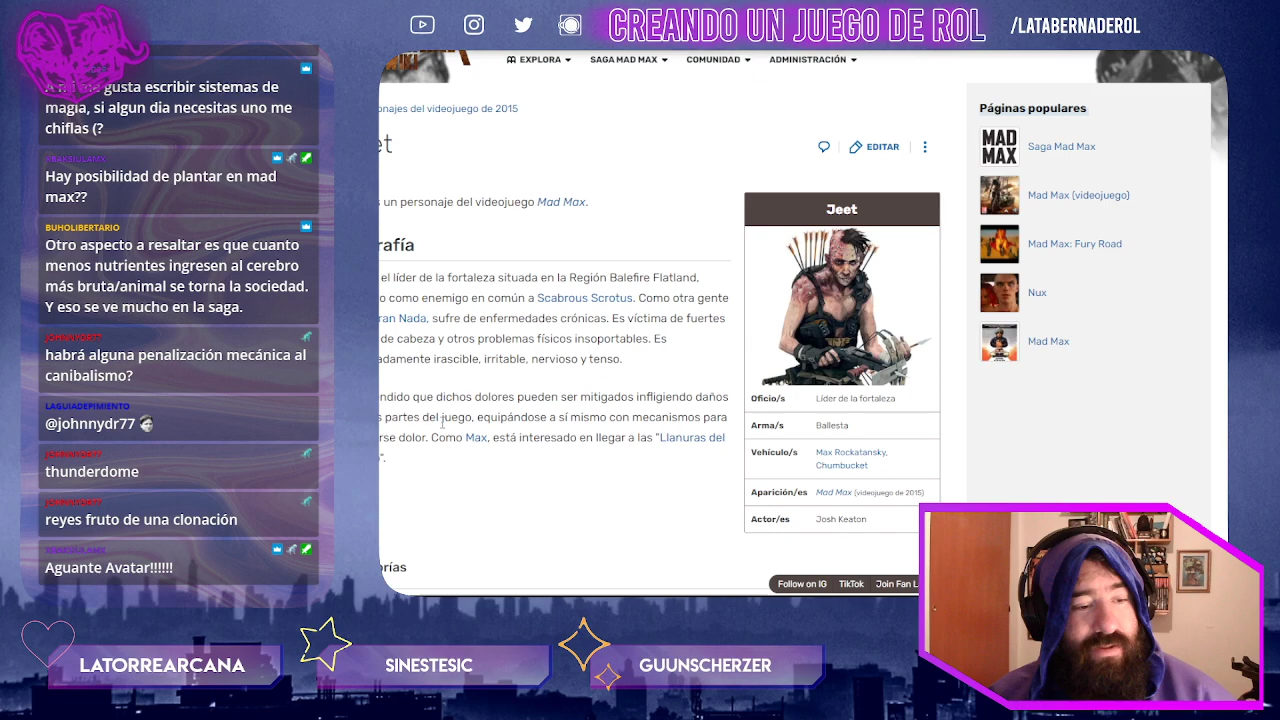 CREANDO UN JUEGO DE ROL
/LATABERNADEROL
gusta escribir sistemas de
magia, si algun dia necesitas uno me
chiflas (?
Hay posibilidad de plantar en mad
max??
BUHOLIBERTARIO
Otro aspecto a resaltar es que cuanto
menos nutrientes ingresen al cerebro
más bruta/animal se torna la sociedad.
Y eso se ve mucho en la saga.
habrá alguna penalización mecánica al
canibalismo?
LAGUIADEPIMIENTO
@johnnydr77
thunderdome
reyes fruto de una clonación
Aguante Avatar!!!!!!
EXPLORA
SAGA MAD MAX
COMUNIDAD
ADMINISTRACIÓN
onajes del videojuego de 2015
et
EDITAR
s un personaje del videojuego Mad Max.
rafía
el líder de la fortaleza situada en la Región Balefire Flatland,
o como enemigo en común a Scabrous Scrotus. Como otra gente
ran Nada, sufre de enfermedades crónicas. Es víctima de fuertes
de cabeza y otros problemas físicos insoportables. Es
adamente irascible, irritable, nervioso y tenso.
endido que dichos dolores pueden ser mitigados infligiendo daños
s partes del juego, equipándose a sí mismo con mecanismos para
rse dolor. Como Max, está interesado en llegar a las "Llanuras del
o".
rías
Jeet
Oficio/s Líder de la fortaleza
Arma/s Ballesta
Vehículo/s Max Rockatansky,
Chumbucket
Aparición/es Mad Max (videojuego de 2015)
Actor/es Josh Keaton
Follow on IG TikTok Join Fan L
Páginas populares
MAD
MAX
Saga Mad Max
Mad Max (videojuego)
Mad Max: Fury Road
Nux
Mad Max
LATORREARCANA
SINESTESIC
GUUNSCHERZER